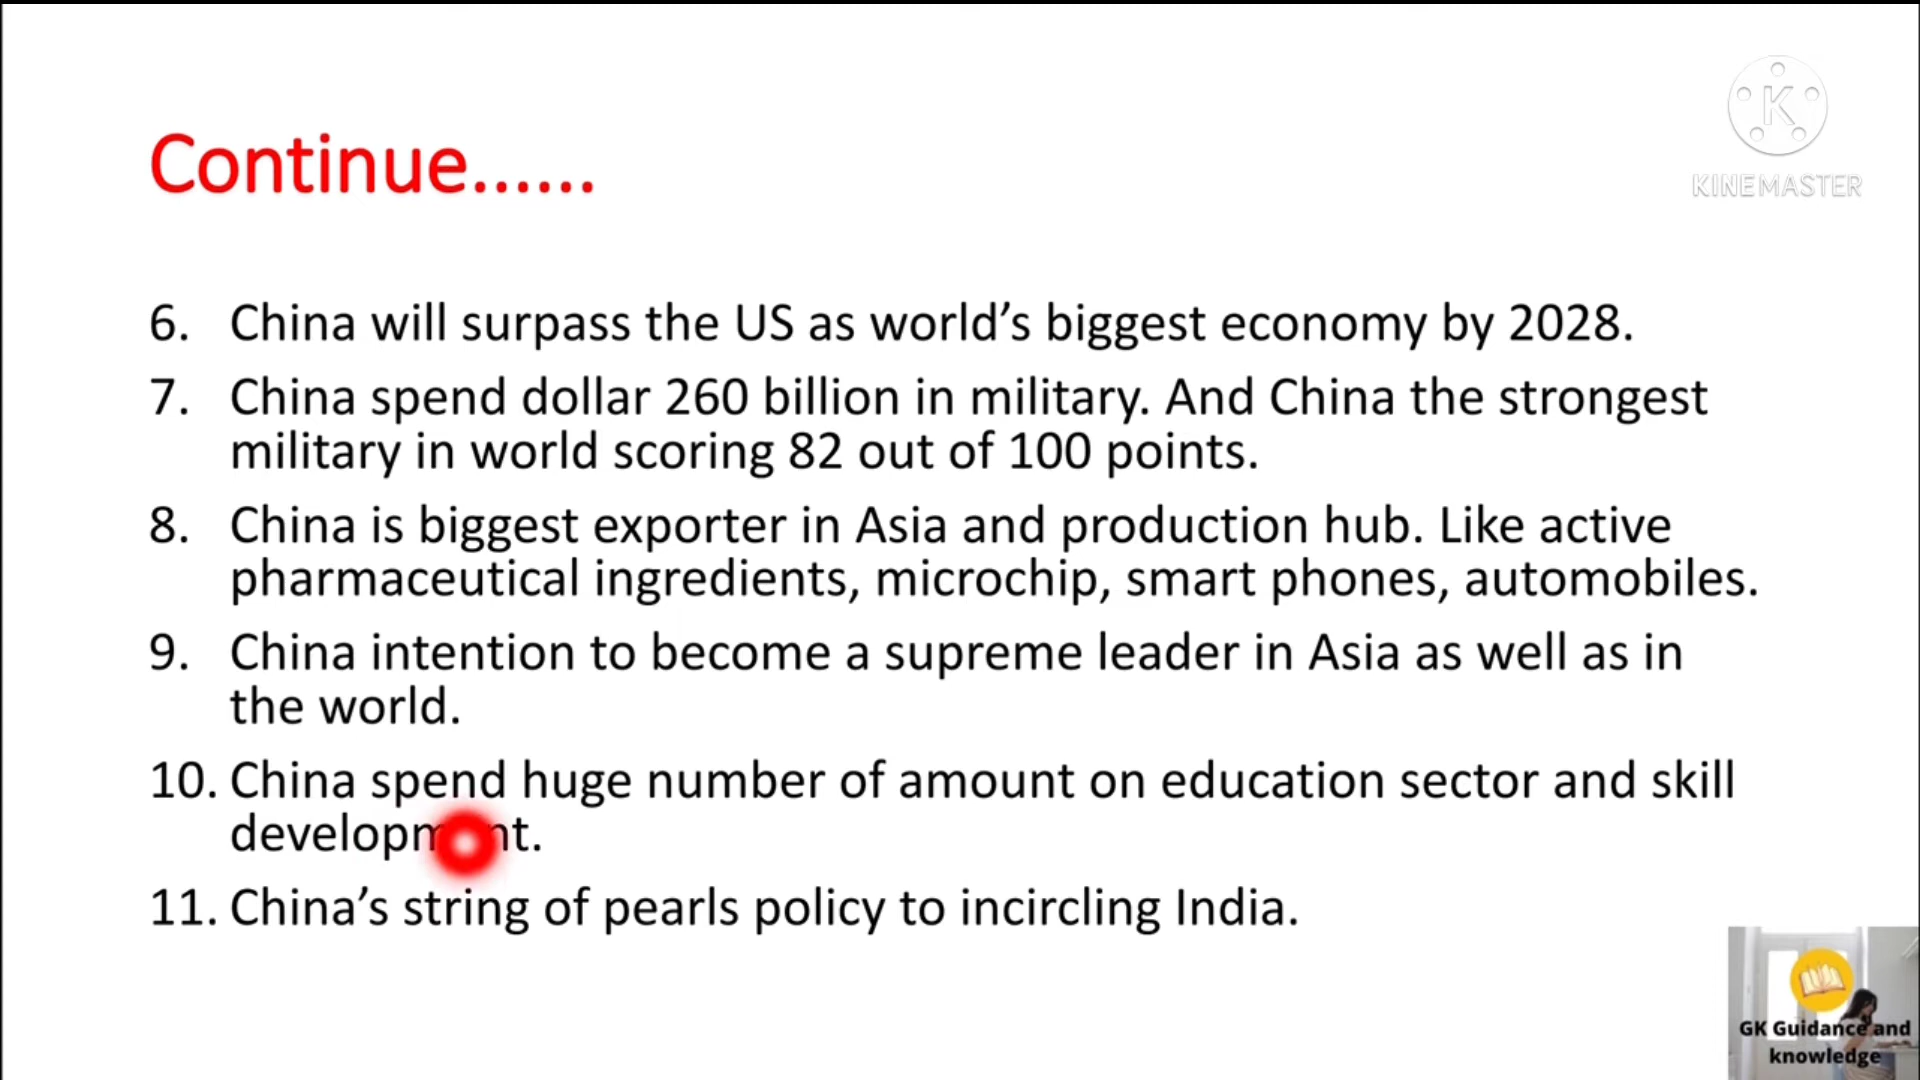 Continue......
K
KINEMASTER
6. China will surpass the US as world's biggest economy by 2028.
7. China spend dollar 260 billion in military. And China the strongest
military in world scoring 82 out of 100 points.
8. China is biggest exporter in Asia and production hub. Like active
pharmaceutical ingredients, microchip, smart phones, automobiles.
9. China intention to become a supreme leader in Asia as well as in
the world.
10. China spend huge number of amount on education sector and skill
development.
11. China's string of pearls policy to incircling India.
GK Guidance and
knowledge